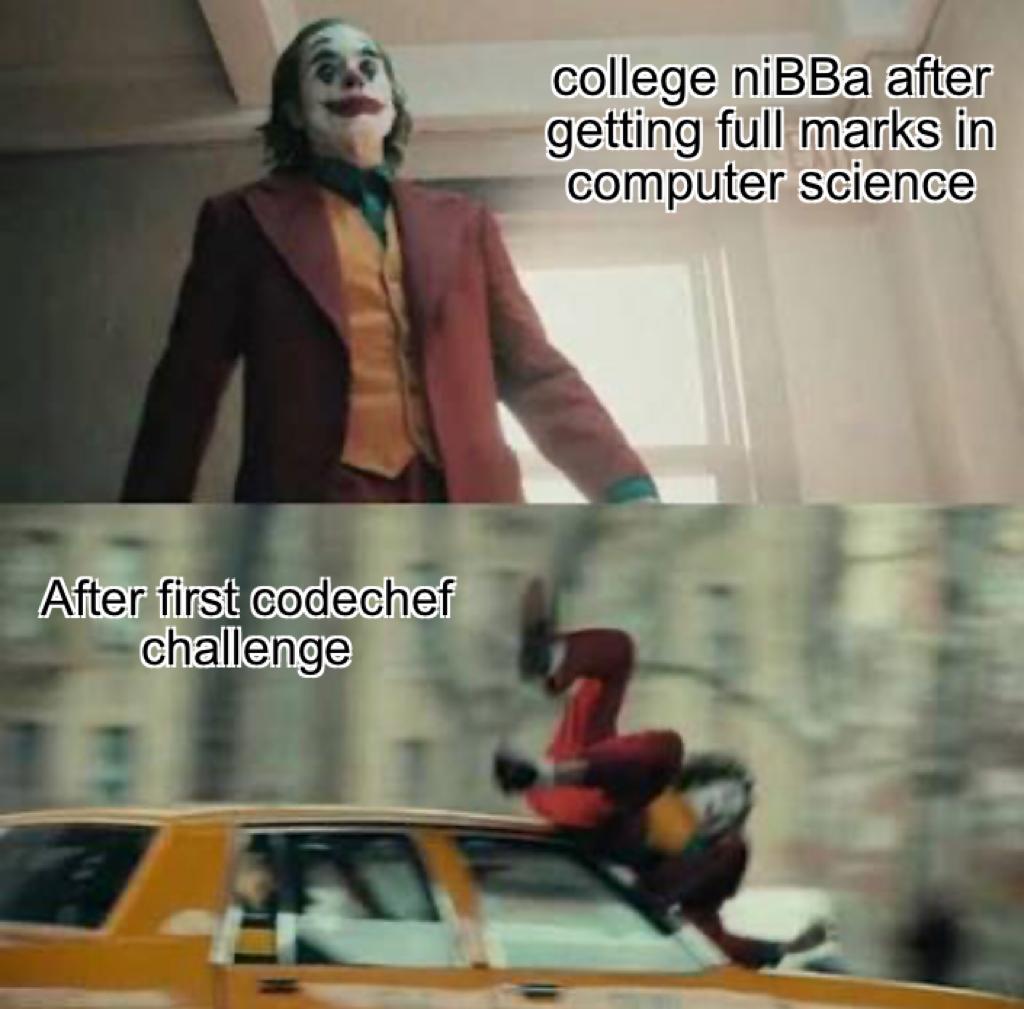 college niBBa after
getting full marks in
computer science
After first codechef
challenge